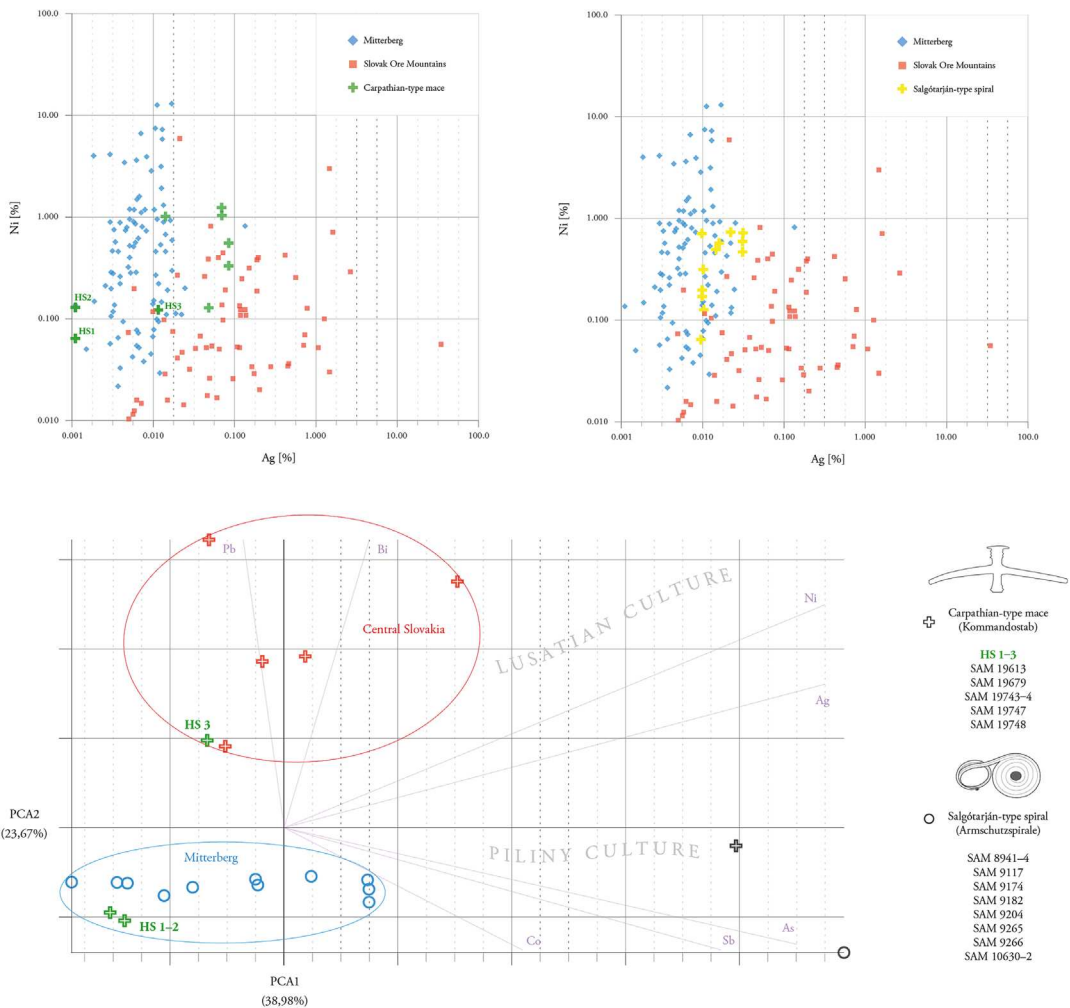 100.0
10.00
1.000
0.100
0.010
Ni [%]
Mitterberg
Slovak Ore Mountains
Carpathian-type mace
HS2
HS1
HS3
0.001
0.010
0.100
1.000
10.00
100.0
Ag [%]
100.0
10.00
1.000
0.100
0.010
Ni [%]
Mitterberg
Slovak Ore Mountains
Salgótarján-type spiral
0.001
0.010
0.100
1.000
10.00
100.0
Ag [%]
Pb
Bi
Ni
Ag
As
Sb
Co
Central Slovakia
LUSATIAN CULTURE
HS 3
PCA2
(23,67%)
Mitterberg
PILINY CULTURE
HS 1–2
PCA1
(38,98%)
Carpathian-type mace
(Kommandostab)
HS 1–3
SAM 19613
SAM 19679
SAM 19743–4
SAM 19747
SAM 19748
Salgótarján-type spiral
(Armschutzspirale)
SAM 8941–4
SAM 9117
SAM 9174
SAM 9182
SAM 9204
SAM 9265
SAM 9266
SAM 10630–2